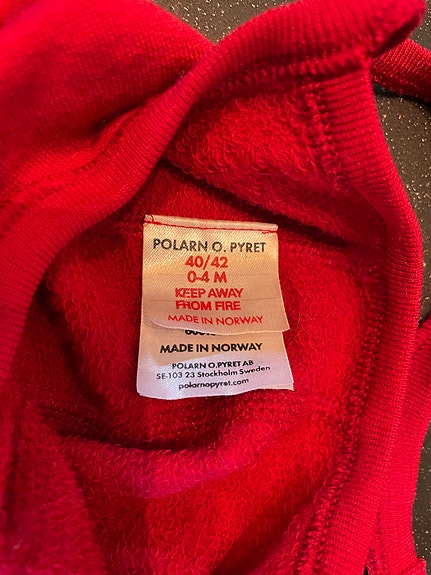 POLARN O. PYRET
40/42
0-4 M
KEEP AWAY
FROM FIRE
MADE IN NORWAY
MADE IN NORWAY
POLARN O.PYRET AB
SE-103 23 Stockholm Sweden
polarnopyret.com